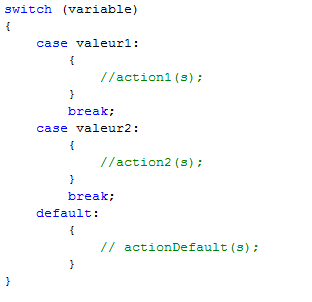 switch (variable)
{
    case valeur1:
        {
            //action1(s);
        }
        break;
    case valeur2:
        {
            //action2(s);
        }
        break;
    default:
        {
            // actionDefault(s);
        }
}